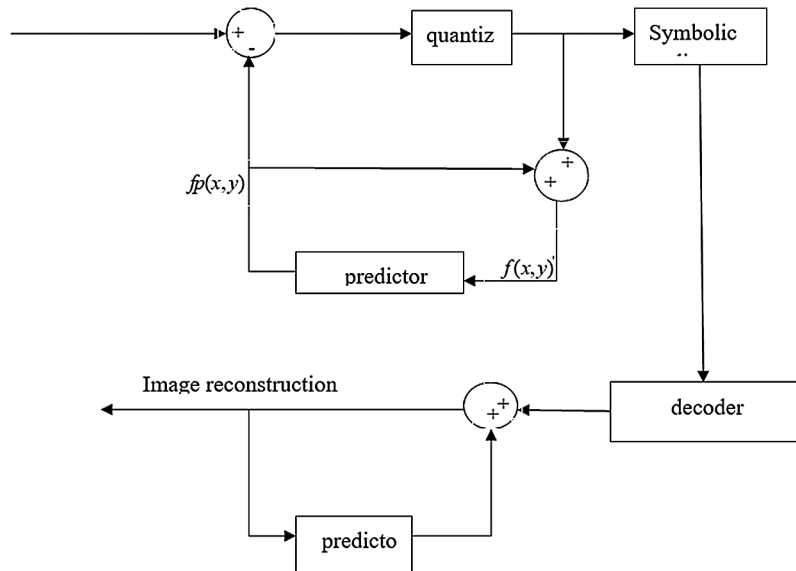 +
-
quantiz
Symbolic
+
+
fp(x,y)
predictor
f(x,y)'
Image reconstruction
+
+
decoder
predicto